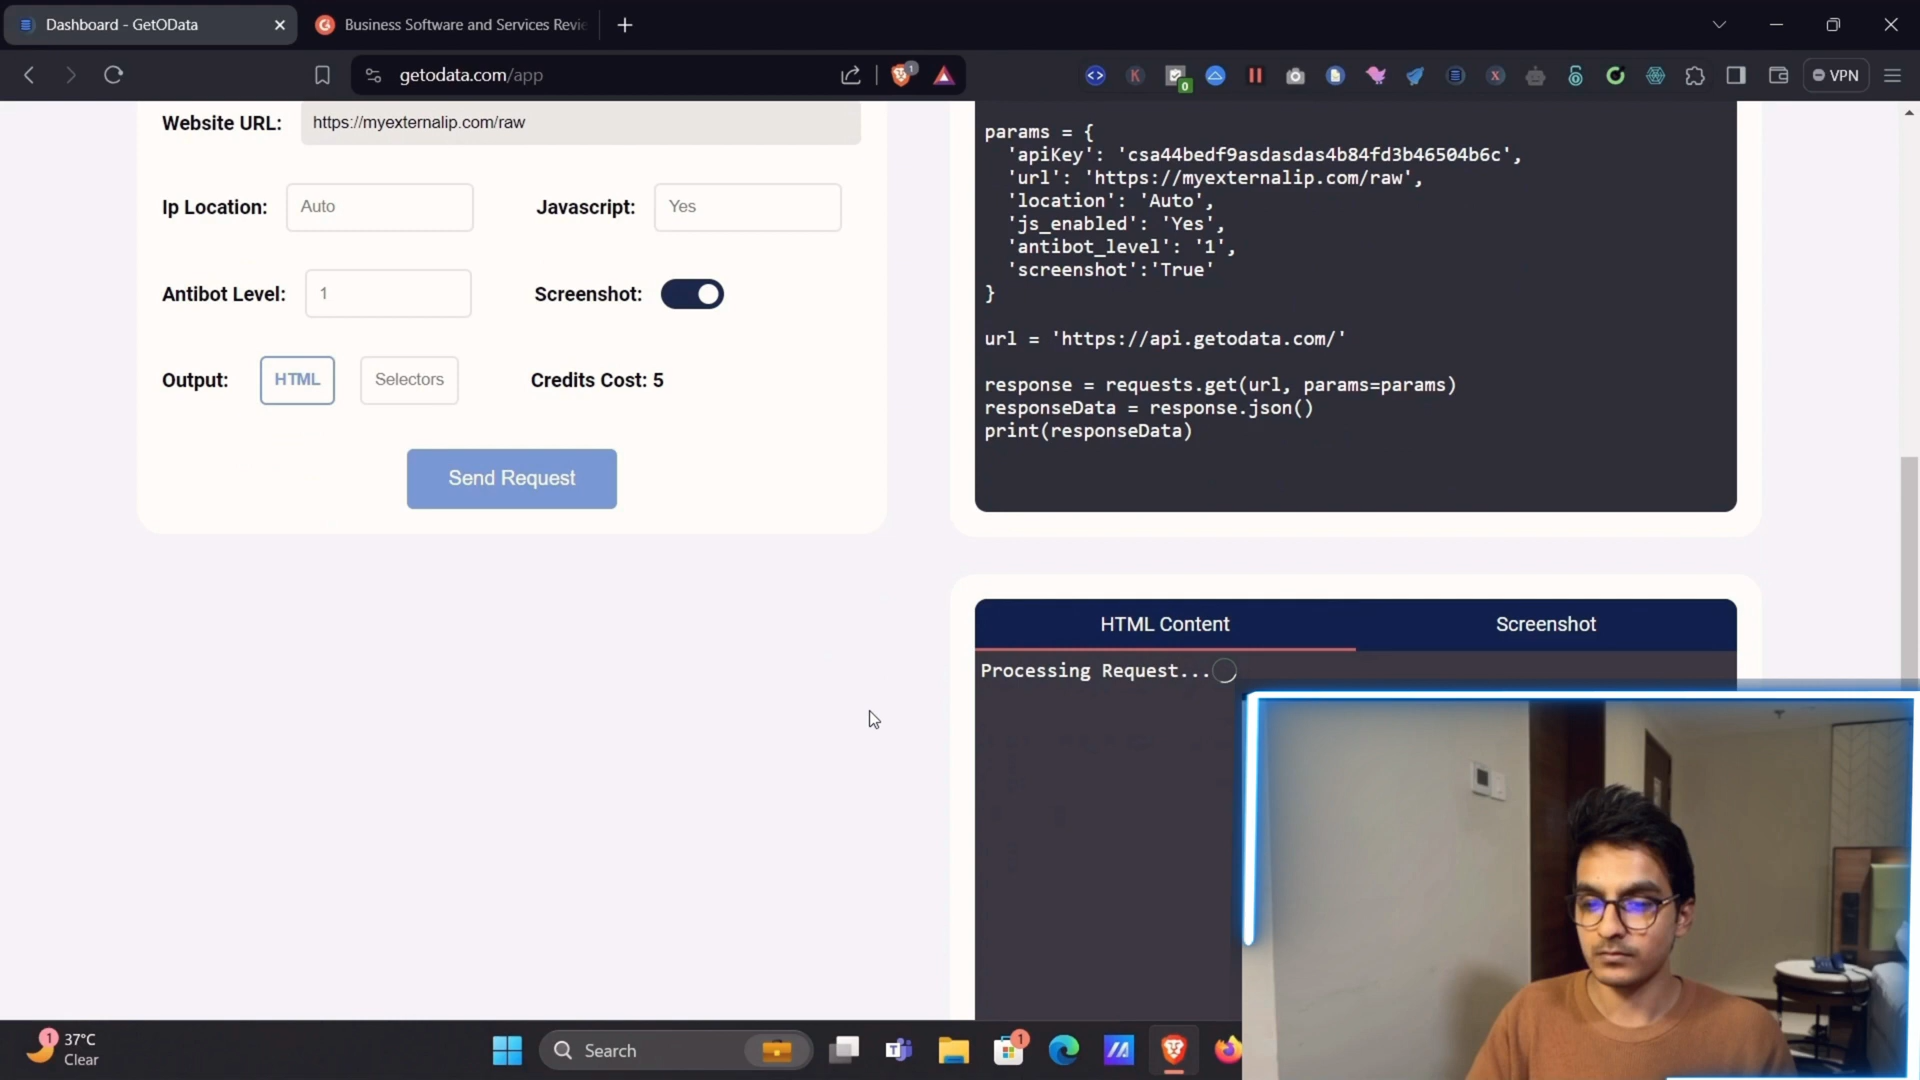 Dashboard - GetOData
Business Software and Services Revie
getodata.com/app
VPN
Website URL:
https://myexternalip.com/raw
Ip Location:
Auto
Javascript:
Yes
Antibot Level:
1
Screenshot:
Output:
HTML
Selectors
Credits Cost: 5
Send Request
params = {
'apiKey': 'csa44bedf9asdasdas4b84fd3b46504b6c',
'url': 'https://myexternalip.com/raw',
'location': 'Auto',
'js_enabled': 'Yes',
'antibot_level': '1',
'screenshot':'True'
}
url = 'https://api.getodata.com/'
response = requests.get(url, params=params)
responseData = response.json()
print(responseData)
HTML Content
Screenshot
Processing Request...
1
37°C
Clear
Search
1